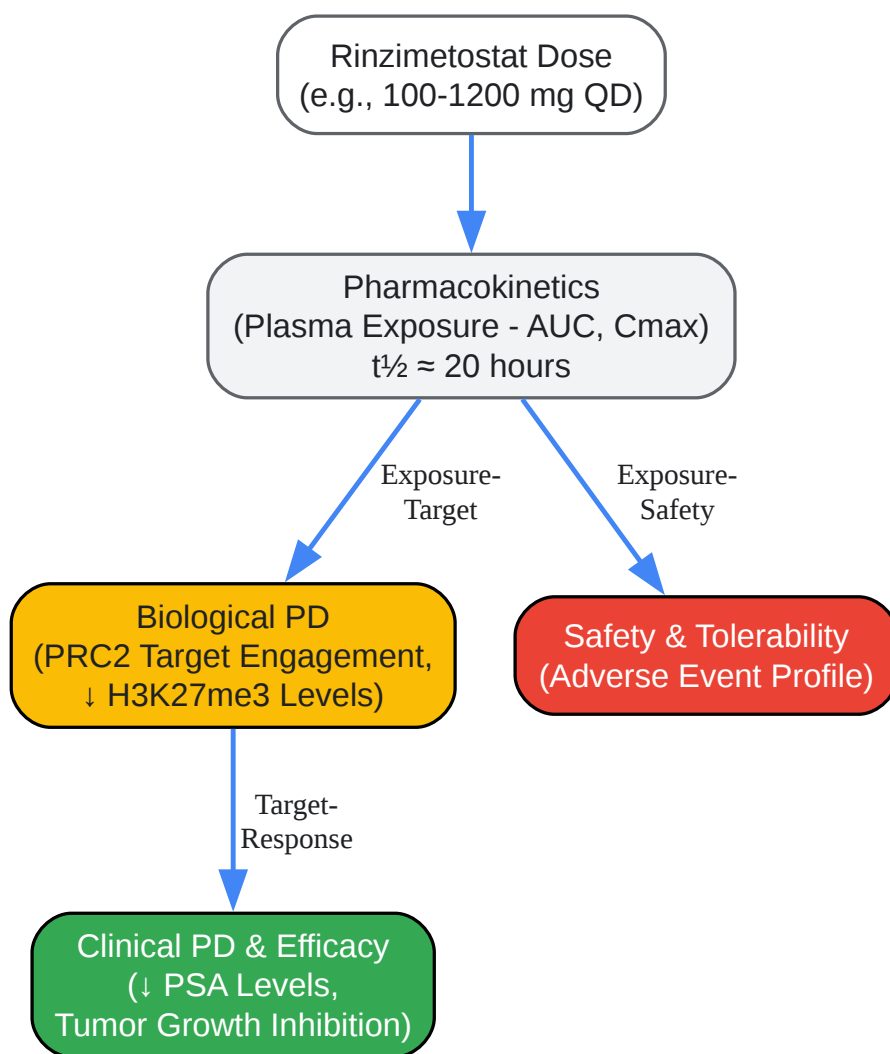 Rinzimetostat Dose
(e.g., 100-1200 mg QD)
Pharmacokinetics
(Plasma Exposure - AUC, Cmax)
t½ ≈ 20 hours
Exposure-
Target
Exposure-
Safety
Biological PD
(PRC2 Target Engagement,
↓ H3K27me3 Levels)
Safety & Tolerability
(Adverse Event Profile)
Target-
Response
Clinical PD & Efficacy
(↓ PSA Levels,
Tumor Growth Inhibition)